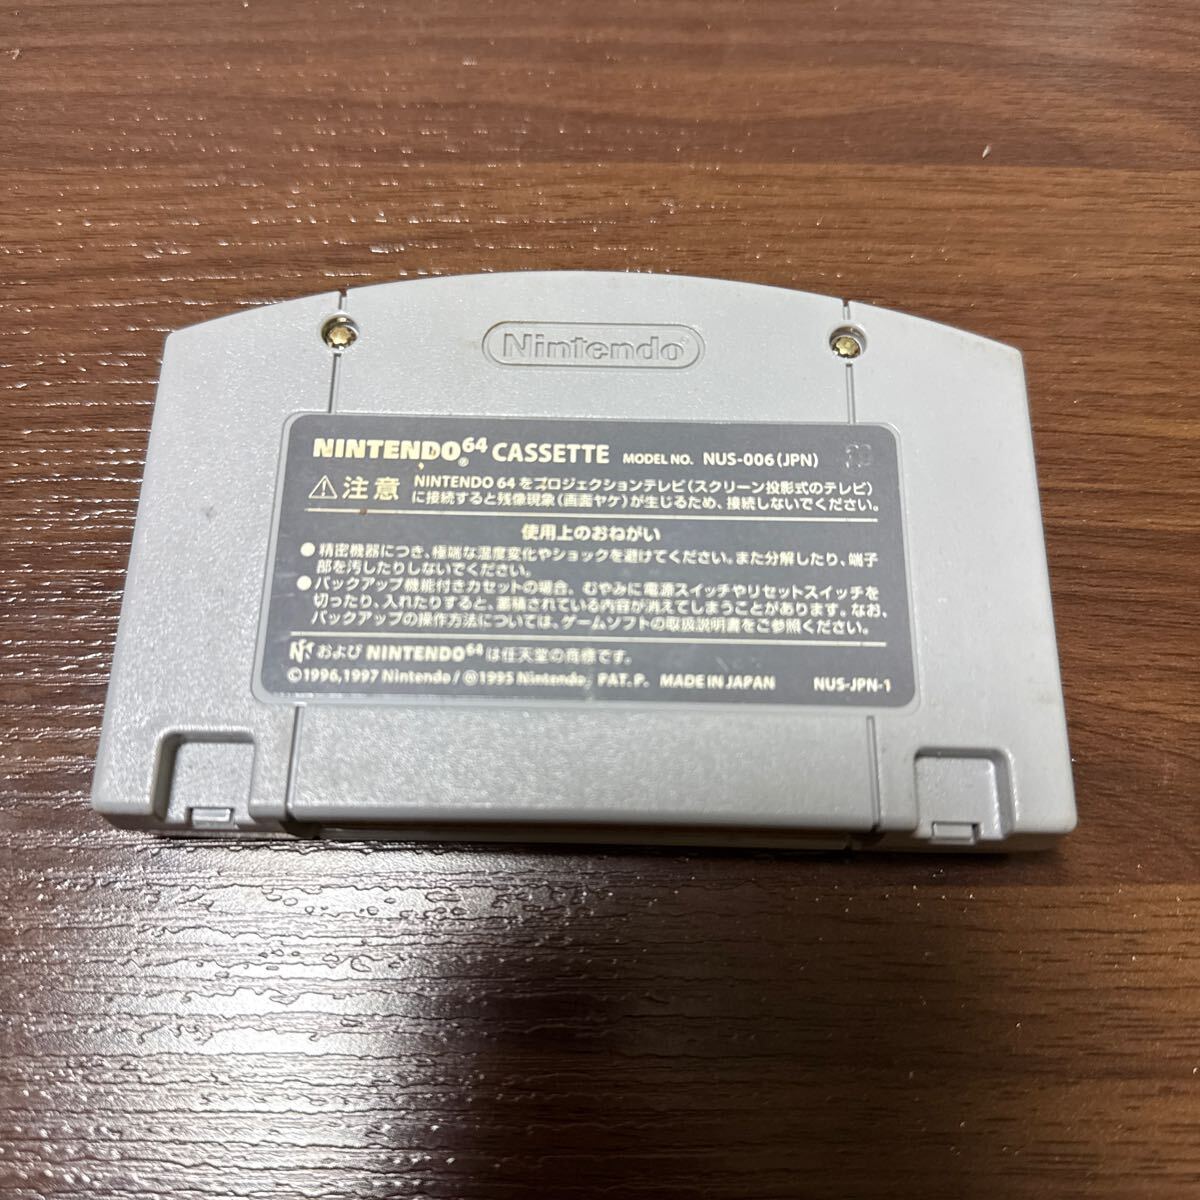 Nintendo
NINTENDO64® CASSETTE MODEL NO. NUS-006(JPN)
注意 NINTENDO 64をプロジェクションテレビ(スクリーン投影式のテレビ)
に接続すると残像現象(画面ヤケ)が生じるため、接続しないでください。
使用上のおねがい
●精密機器につき、極端な温度変化やショックを避けてください。また分解したり、端子
部を汚したりしないでください。
●バックアップ機能付きカセットの場合、むやみに電源スイッチやリセットスイッチを
切ったり、入れたりすると、蓄積されている内容が消えてしまうことがあります。なお、
バックアップの操作方法については、ゲームソフトの取扱説明書をご参照ください。
および NINTENDO64は任天堂の商標です。
©1996,1997 Nintendo/ⓜ1995 Nintendo. PAT.P. MADE IN JAPAN NUS-JPN-1